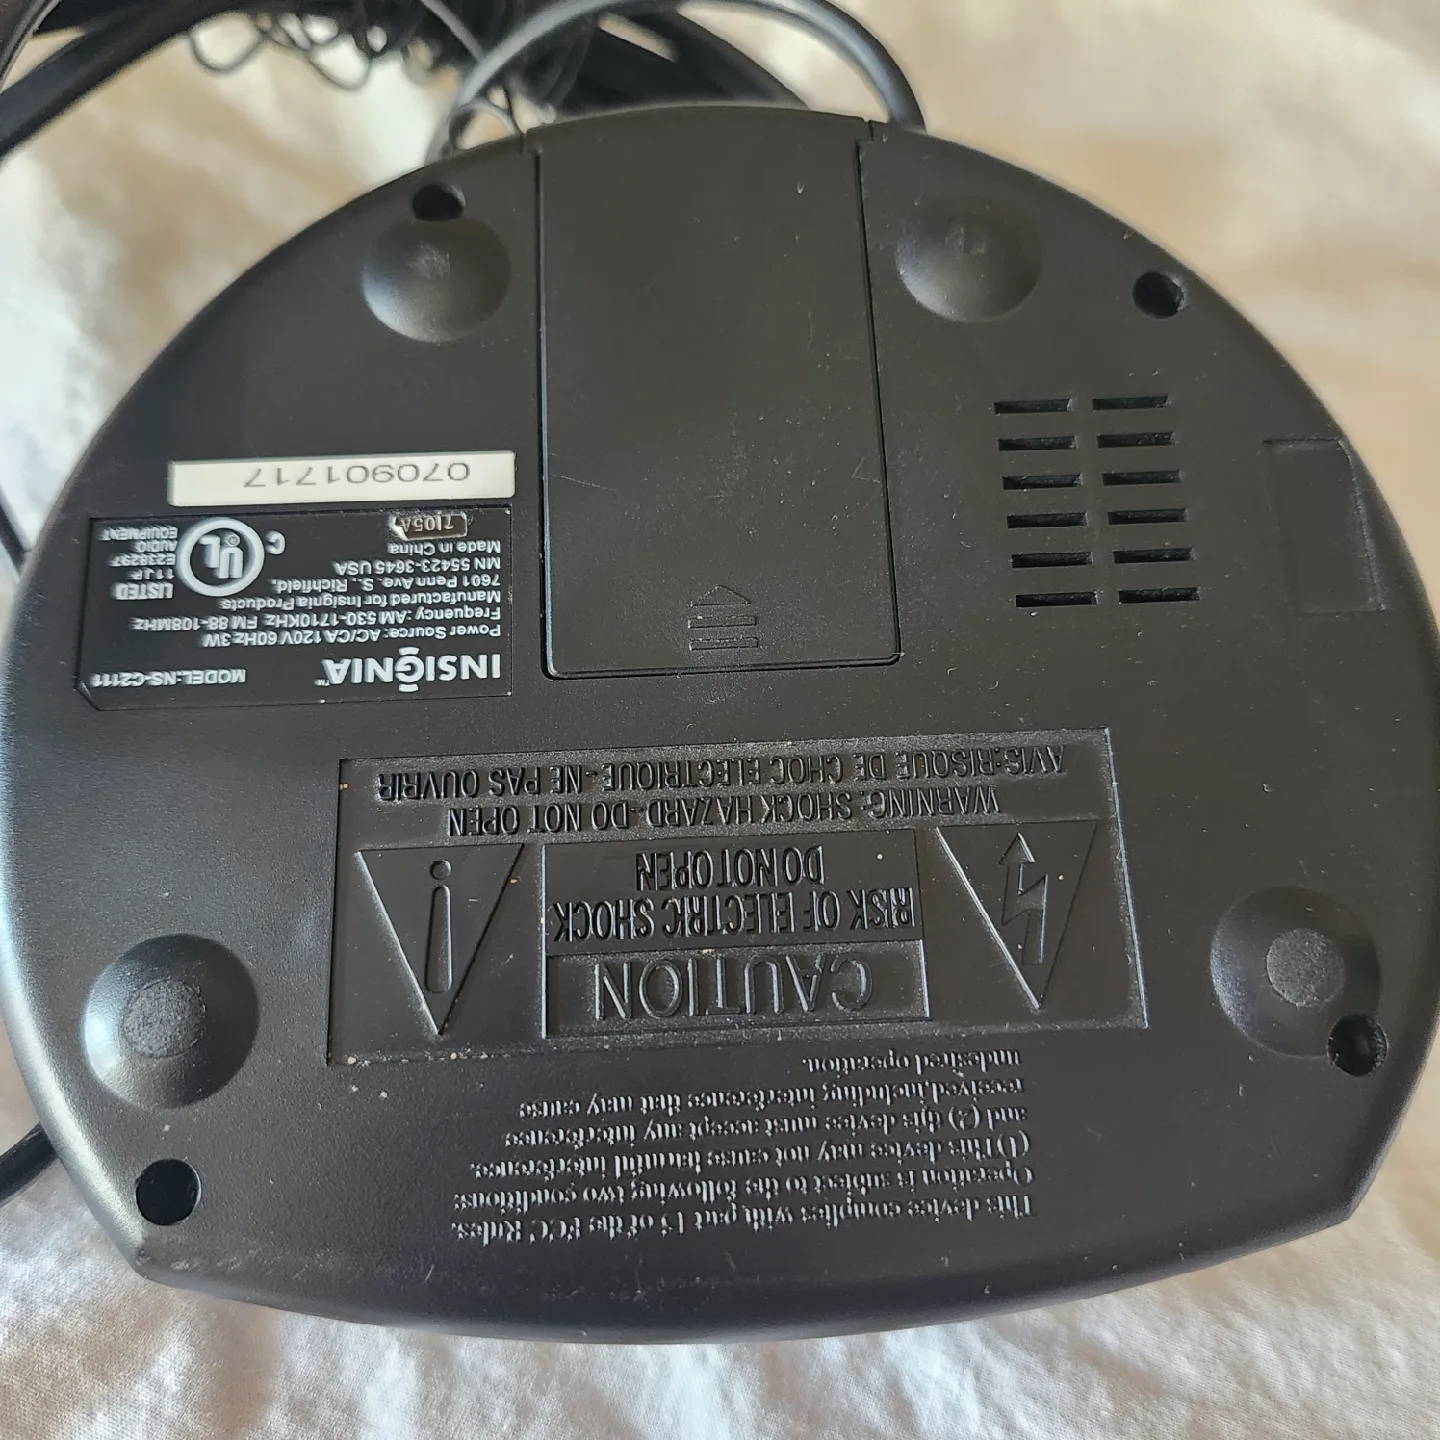 This device complies with part 15 of the FCC Rules.
Operation is subject to the following two conditions:
(1)This device may not cause harmful interference.
and (2) this device must accept any interference
received,including interference that may cause
undesired operation.
CAUTION
RISK OF ELECTRIC SHOCK
DO NOT OPEN
WARNING: SHOCK HAZARD-DO NOT OPEN
AVIS:RISQUE DE CHOC ELECTRIQUE-NE PAS OUVRIR
INSIGNIA™ MODEL:NS-C2111
Power Source: AC/CA 120V 60Hz 3W
Frequency :AM 530-1710KHz FM 88-108MHz
Manufactured for Insignia Products
7601 Penn Ave. S., Richfield,
MN 55423-3645 USA
Made in China
7105A
C UL ®
LISTED
11JP
E238297
AUDIO
EQUIPMENT
070901717